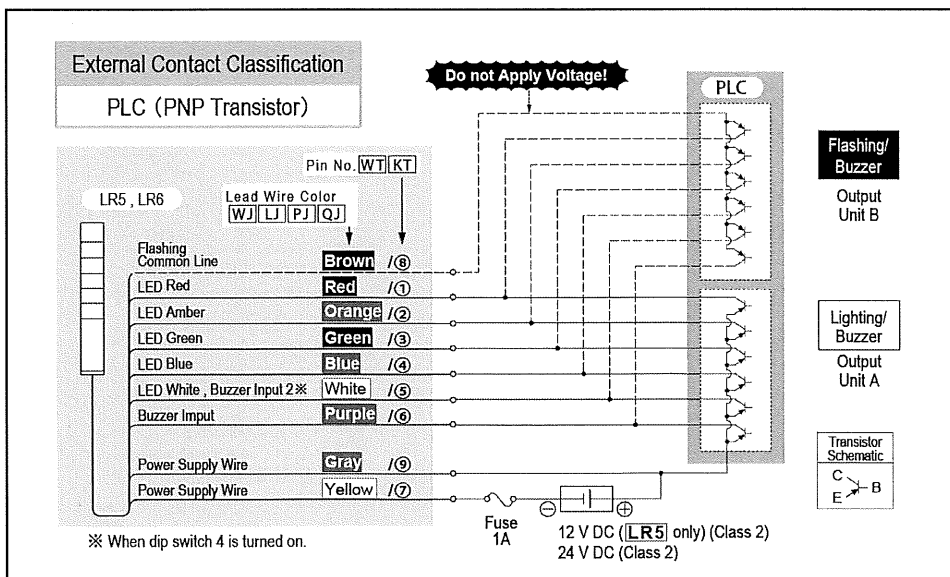 External Contact Classification
PLC (PNP Transistor)
Do not Apply Voltage!
PLC
Flashing/
Buzzer
Output
Unit B
Pin No. WT KT
LR5 , LR6
Lead Wire Color
WJ LJ PJ QJ
Flashing
Common Line Brown /⑧
LED Red Red /①
LED Amber Orange /②
LED Green Green /③
LED Blue Blue /④
LED White , Buzzer Input 2※ White /⑤
Buzzer Imput Purple /⑥
Lighting/
Buzzer
Output
Unit A
Power Supply Wire Gray /⑨
Power Supply Wire Yellow /⑦
Transistor
Schematic
C
B
E
Fuse
1A
⊖ ⊕
12 V DC (LR5 only) (Class 2)
24 V DC (Class 2)
※ When dip switch 4 is turned on.